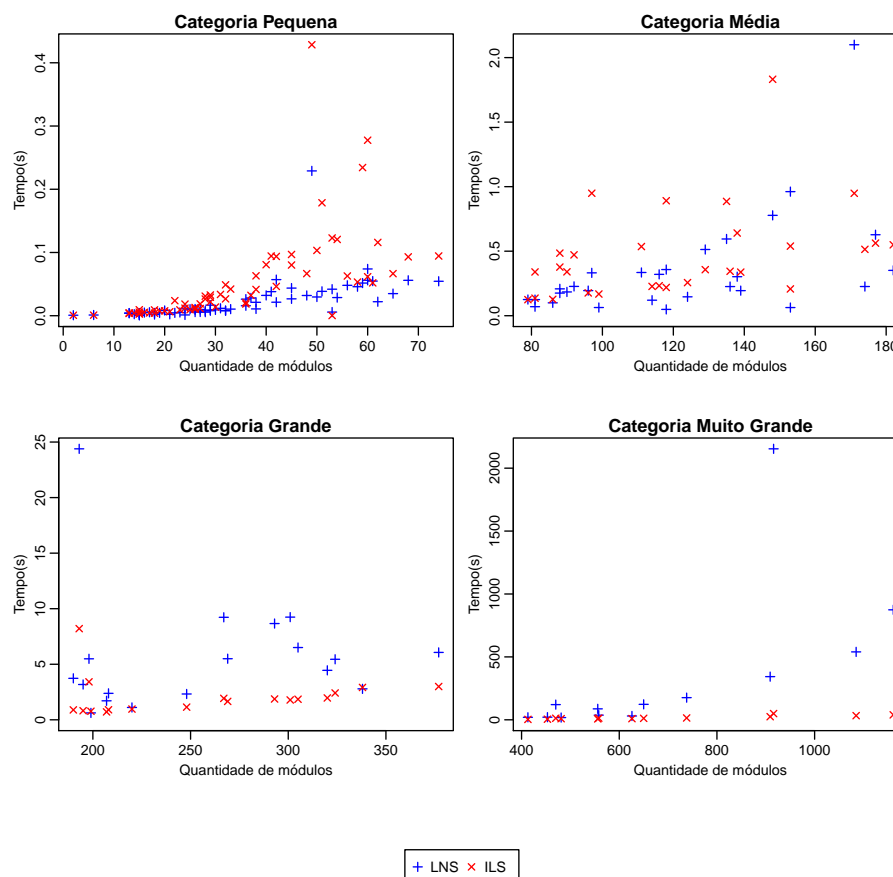 Categoria Pequena
Tempo(s)
0.0
0.1
0.2
0.3
0.4
0 10 20 30 40 50 60 70
Quantidade de módulos
Categoria Média
Tempo(s)
0.0
0.5
1.0
1.5
2.0
80 100 120 140 160 180
Quantidade de módulos
Categoria Grande
Tempo(s)
0
5
10
15
20
25
200 250 300 350
Quantidade de módulos
Categoria Muito Grande
Tempo(s)
0
500
1000
1500
2000
400 600 800 1000
Quantidade de módulos
LNS ILS